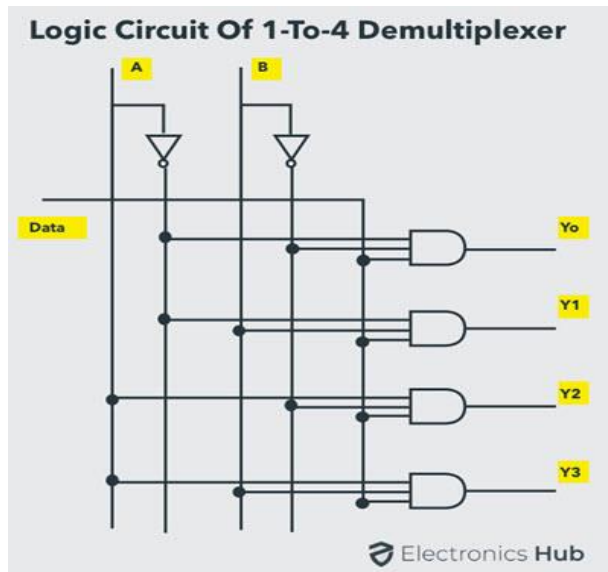 Logic Circuit Of 1-To-4 Demultiplexer
A
B
Data
Yo
Y1
Y2
Y3
Electronics Hub